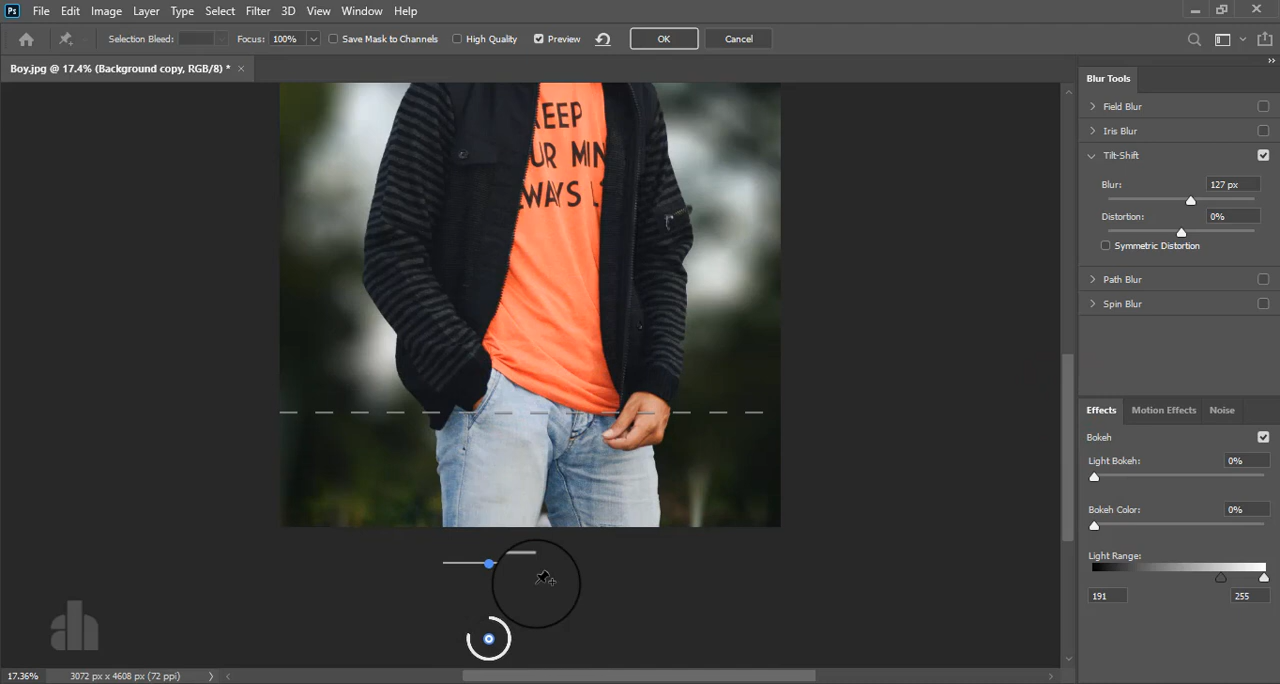 Ps File Edit Image Layer Type Select Filter 3D View Window Help
Selection Bleed: Focus: 100% Save Mask to Channels High Quality Preview OK Cancel
Boy.jpg @ 17.4% (Background copy, RGB/8) * ×
Blur Tools
Field Blur
Iris Blur
Tilt-Shift
Blur: 127 px
Distortion: 0%
Symmetric Distortion
Path Blur
Spin Blur
KEEP
UR MIN
WAYS LI
Effects Motion Effects Noise
Bokeh
Light Bokeh: 0%
Bokeh Color: 0%
Light Range:
191 255
ah
17.36% 3072 px x 4608 px (72 ppi)